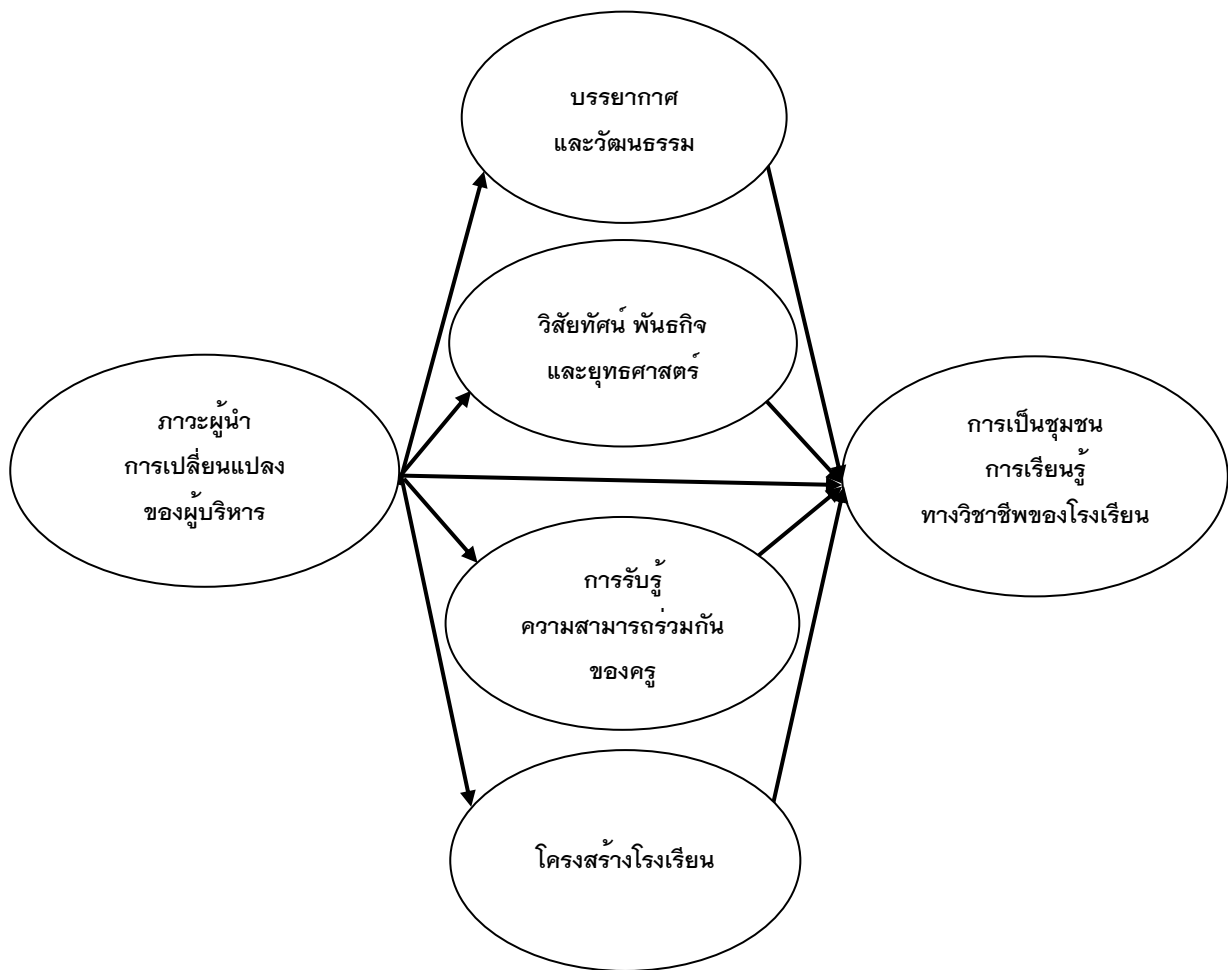 บรรยากาศ
และวัฒนธรรม
วิสัยทัศน์ พันธกิจ
และยุทธศาสตร์
ภาวะผู้นำ
การเปลี่ยนแปลง
ของผู้บริหาร
การเป็นชุมชน
การเรียนรู้
ทางวิชาชีพของโรงเรียน
การรับรู้
ความสามารถร่วมกัน
ของครู
โครงสร้างโรงเรียน